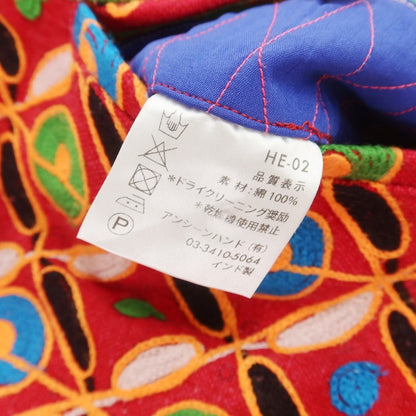 HE-02
品質表示
素材:綿100%
*ドライクリーニング奨励
*乾燥機使用禁止
アンシーンハンド(有)
03-3410-5064
インド製
P